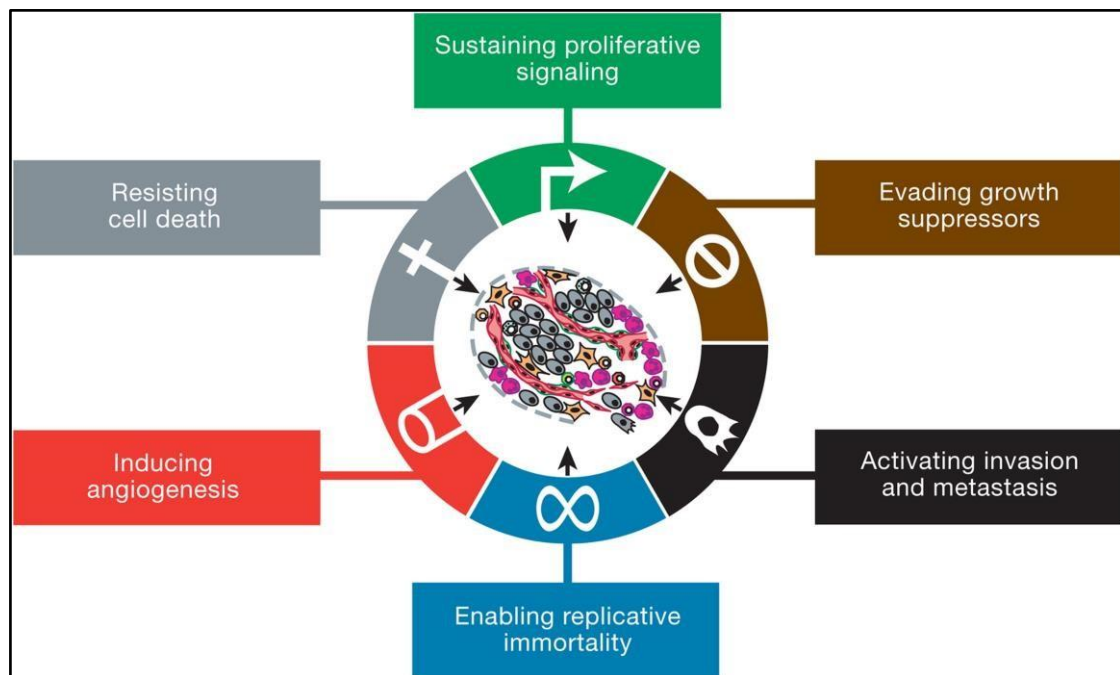 Sustaining proliferative
signaling
Resisting
cell death
Evading growth
suppressors
Inducing
angiogenesis
Activating invasion
and metastasis
Enabling replicative
immortality